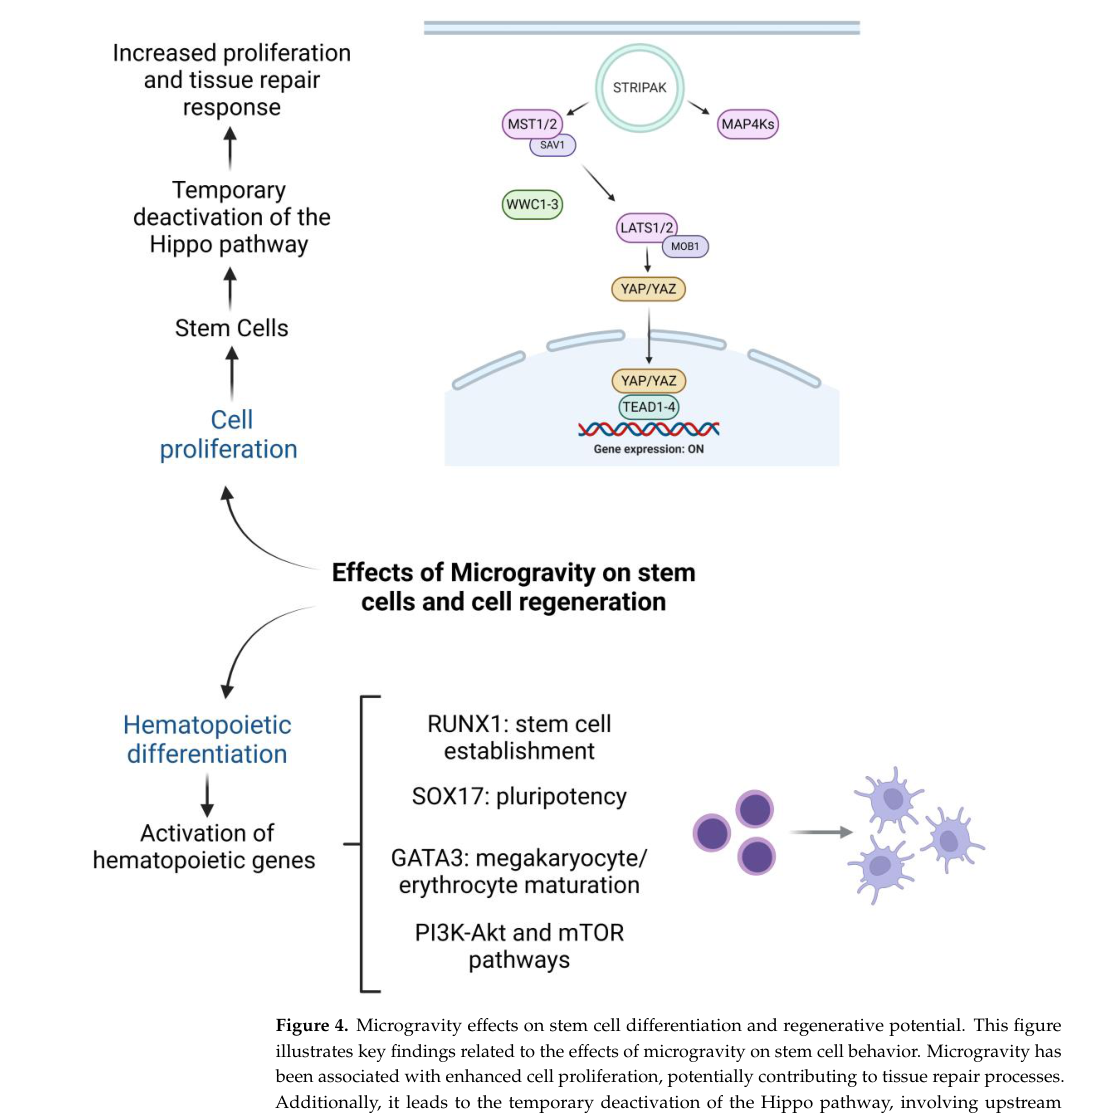 Increased proliferation
and tissue repair
response
Temporary
deactivation of the
Hippo pathway
Stem Cells
Cell
proliferation
STRIPAK
MST1/2
SAV1
MAP4Ks
WWC1-3
LATS1/2
MOB1
YAP/YAZ
YAP/YAZ
TEAD1-4
Gene expression: ON
Effects of Microgravity on stem
cells and cell regeneration
Hematopoietic
differentiation
Activation of
hematopoietic genes
RUNX1: stem cell
establishment
SOX17: pluripotency
GATA3: megakaryocyte/
erythrocyte maturation
PI3K-Akt and mTOR
pathways
Figure 4. Microgravity effects on stem cell differentiation and regenerative potential. This figure
illustrates key findings related to the effects of microgravity on stem cell behavior. Microgravity has
been associated with enhanced cell proliferation, potentially contributing to tissue repair processes.
Additionally, it leads to the temporary deactivation of the Hippo pathway, involving upstream